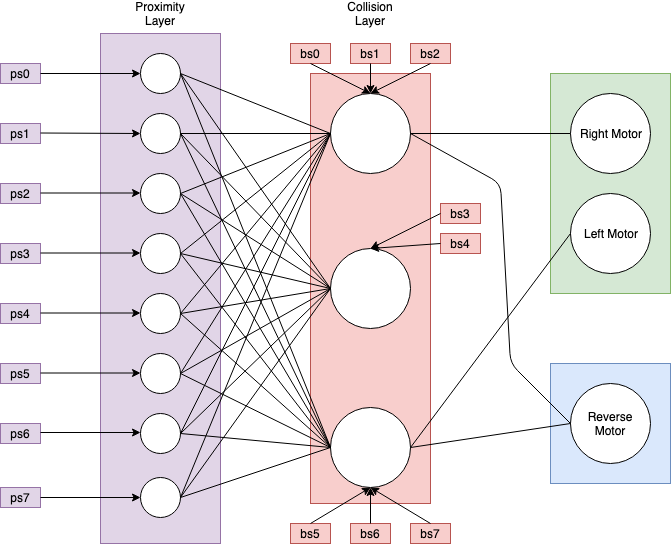 Proximity
Layer
Collision
Layer
bs0
bs1
bs2
ps0
ps1
ps2
ps3
ps4
ps5
ps6
ps7
bs3
bs4
bs5
bs6
bs7
Right Motor
Left Motor
Reverse
Motor